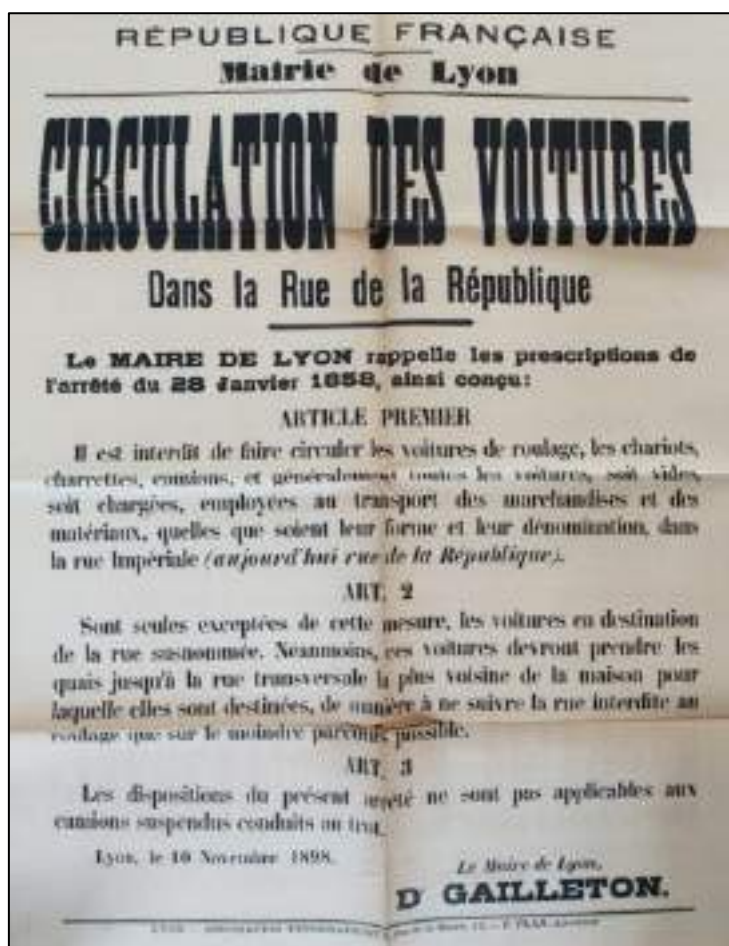 RÉPUBLIQUE FRANÇAISE
Mairie de Lyon
CIRCULATION DES VOITURES
Dans la Rue de la République
Le MAIRE DE LYON rappelle les prescriptions de
l'arrêté du 28 Janvier 1858, ainsi conçu:
ARTICLE PREMIER
Il est interdit de faire circuler les voitures de roulage, les chariots,
charrettes, camions, et généralement toutes les voitures, soit vides,
soit chargées, employées au transport des marchandises et des
matériaux, quelles que soient leur forme et leur dénomination, dans
la rue Impériale (aujourd'hui rue de la République).
ART. 2
Sont seules exceptées de cette mesure, les voitures en destination
de la rue susnommée. Néanmoins, ces voitures devront prendre les
quais jusqu'à la rue transversale la plus voisine de la maison pour
laquelle elles sont destinées, de manière à ne suivre la rue interdite au
roulage que sur le moindre parcours possible.
ART. 3
Les dispositions du présent arrêté ne sont pas applicables aux
camions suspendus conduits au trot.
Lyon, le 10 Novembre 1898.
Le Maire de Lyon,
Dr GAILLETON.